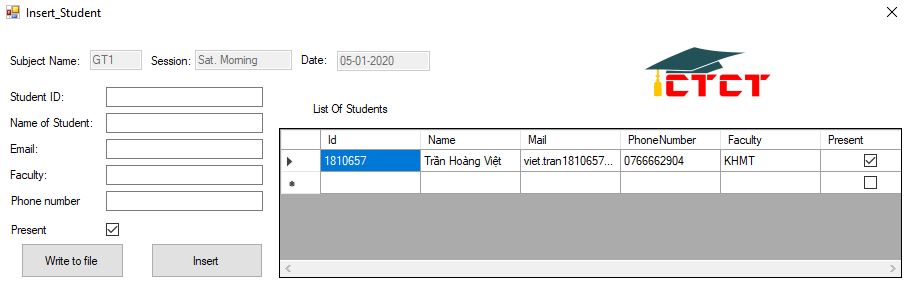 Insert_Student
Subject Name: GT1 Session: Sat. Morning Date: 05-01-2020
CTCT
Student ID:
Name of Student:
Email:
Faculty:
Phone number
Present
Write to file Insert
List Of Students
Id Name Mail PhoneNumber Faculty Present
1810657 Trần Hoàng Việt viet.tran1810657... 0766662904 KHMT